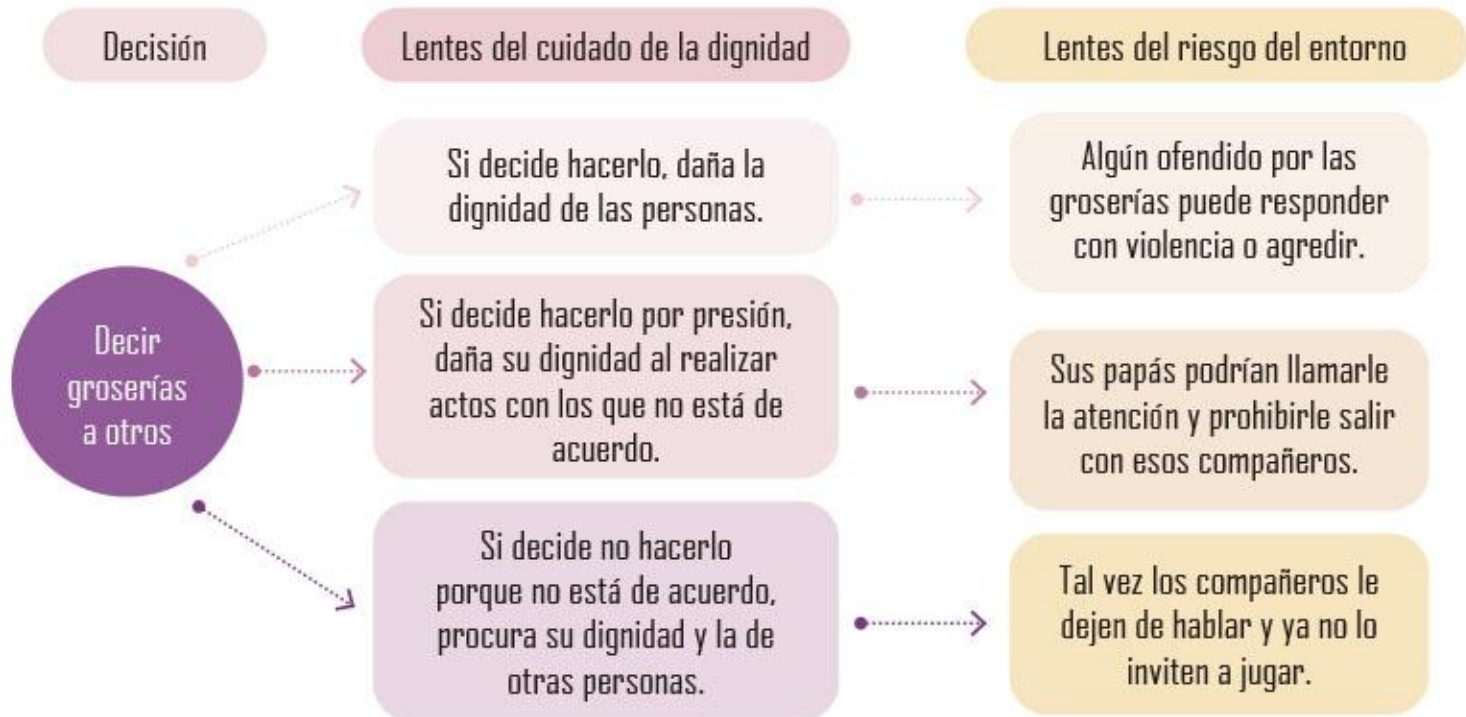 Decisión
Lentes del cuidado de la dignidad
Lentes del riesgo del entorno
Decir
groserías
a otros
Si decide hacerlo, daña la
dignidad de las personas.
Algún ofendido por las
groserías puede responder
con violencia o agredir.
Si decide hacerlo por presión,
daña su dignidad al realizar
actos con los que no está de
acuerdo.
Sus papás podrían llamarle
la atención y prohibirle salir
con esos compañeros.
Si decide no hacerlo
porque no está de acuerdo,
procura su dignidad y la de
otras personas.
Tal vez los compañeros le
dejen de hablar y ya no lo
inviten a jugar.